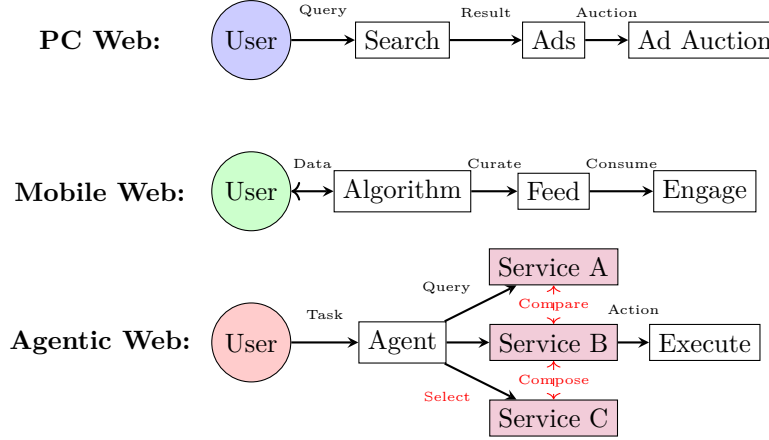 Query Result Auction
PC Web: User Search Ads Ad Auction
Data Curate Consume
Mobile Web: User Algorithm Feed Engage
Service A
Query
Compare
Task Action
Agentic Web: User Agent Service B Execute
Compose
Select
Service C